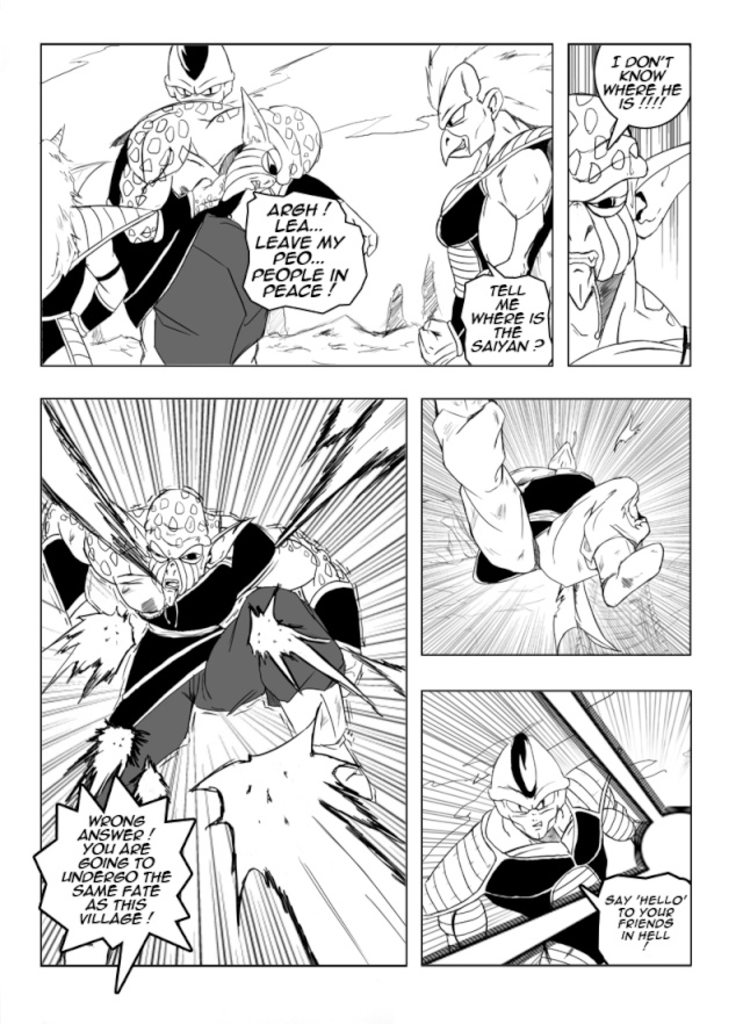 ARGH !
LEA...
LEAVE MY
PEO...
PEOPLE IN
PEACE !
TELL
ME
WHERE IS
THE
SAIYAN ?
I DON'T
KNOW
WHERE HE
IS !!!!
WRONG
ANSWER !
YOU ARE
GOING TO
UNDERGO THE
SAME FATE
AS THIS
VILLAGE !
SAY 'HELLO'
TO YOUR
FRIENDS
IN HELL
!